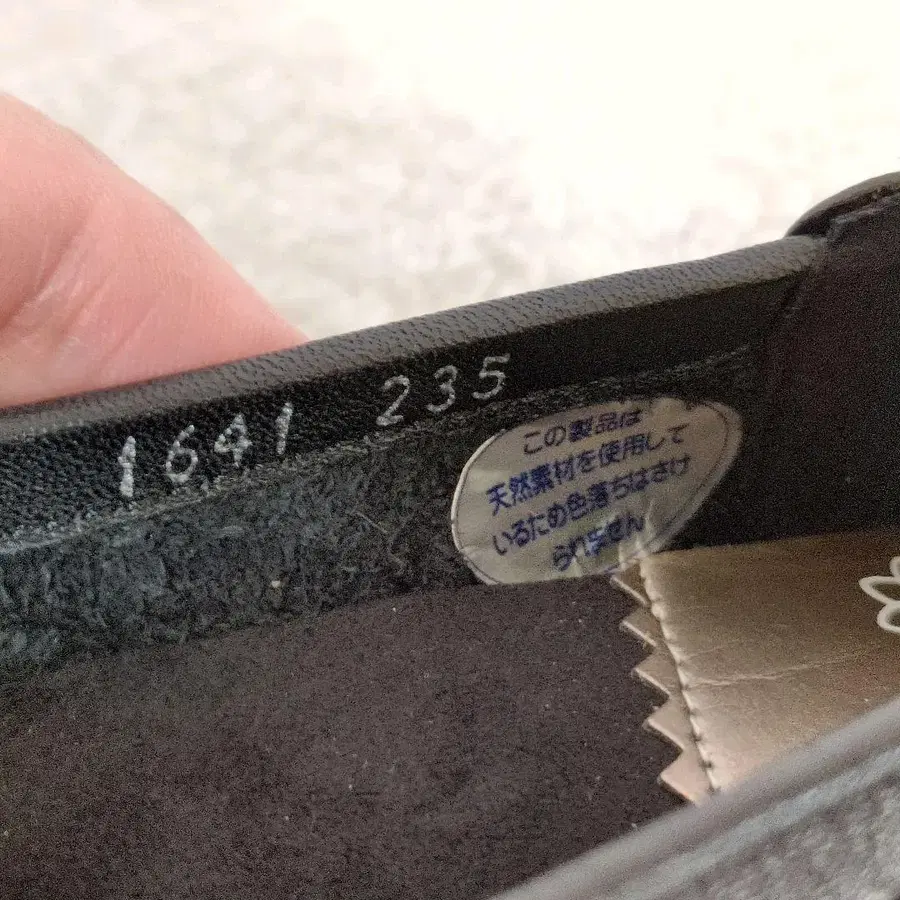 1641 235
この製品は
天然素材を使用して
いるため色落ちはさけ
られません